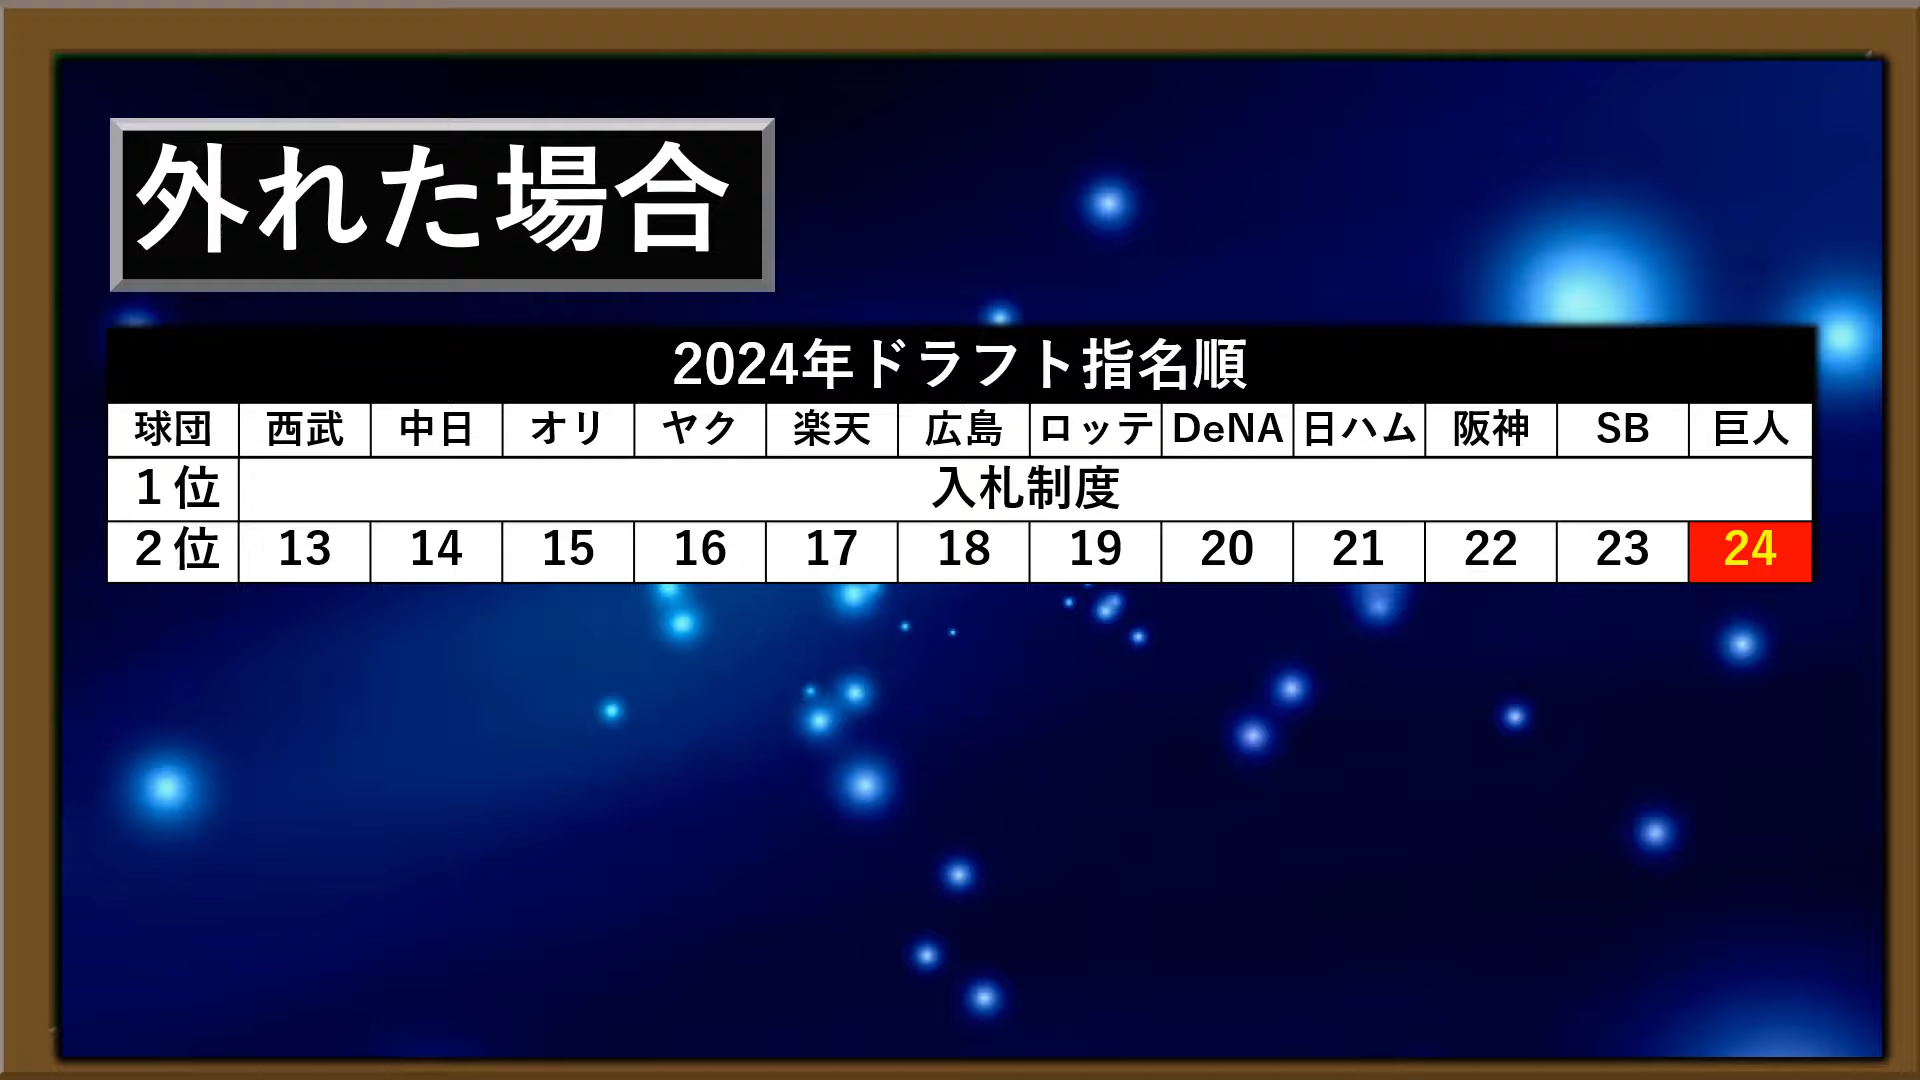 外れた場合
2024年ドラフト指名順
球団 西武 中日 オリ ヤク 楽天 広島 ロッテ DeNA 日ハム 阪神 SB 巨人
1位 入札制度
2位 13 14 15 16 17 18 19 20 21 22 23 24